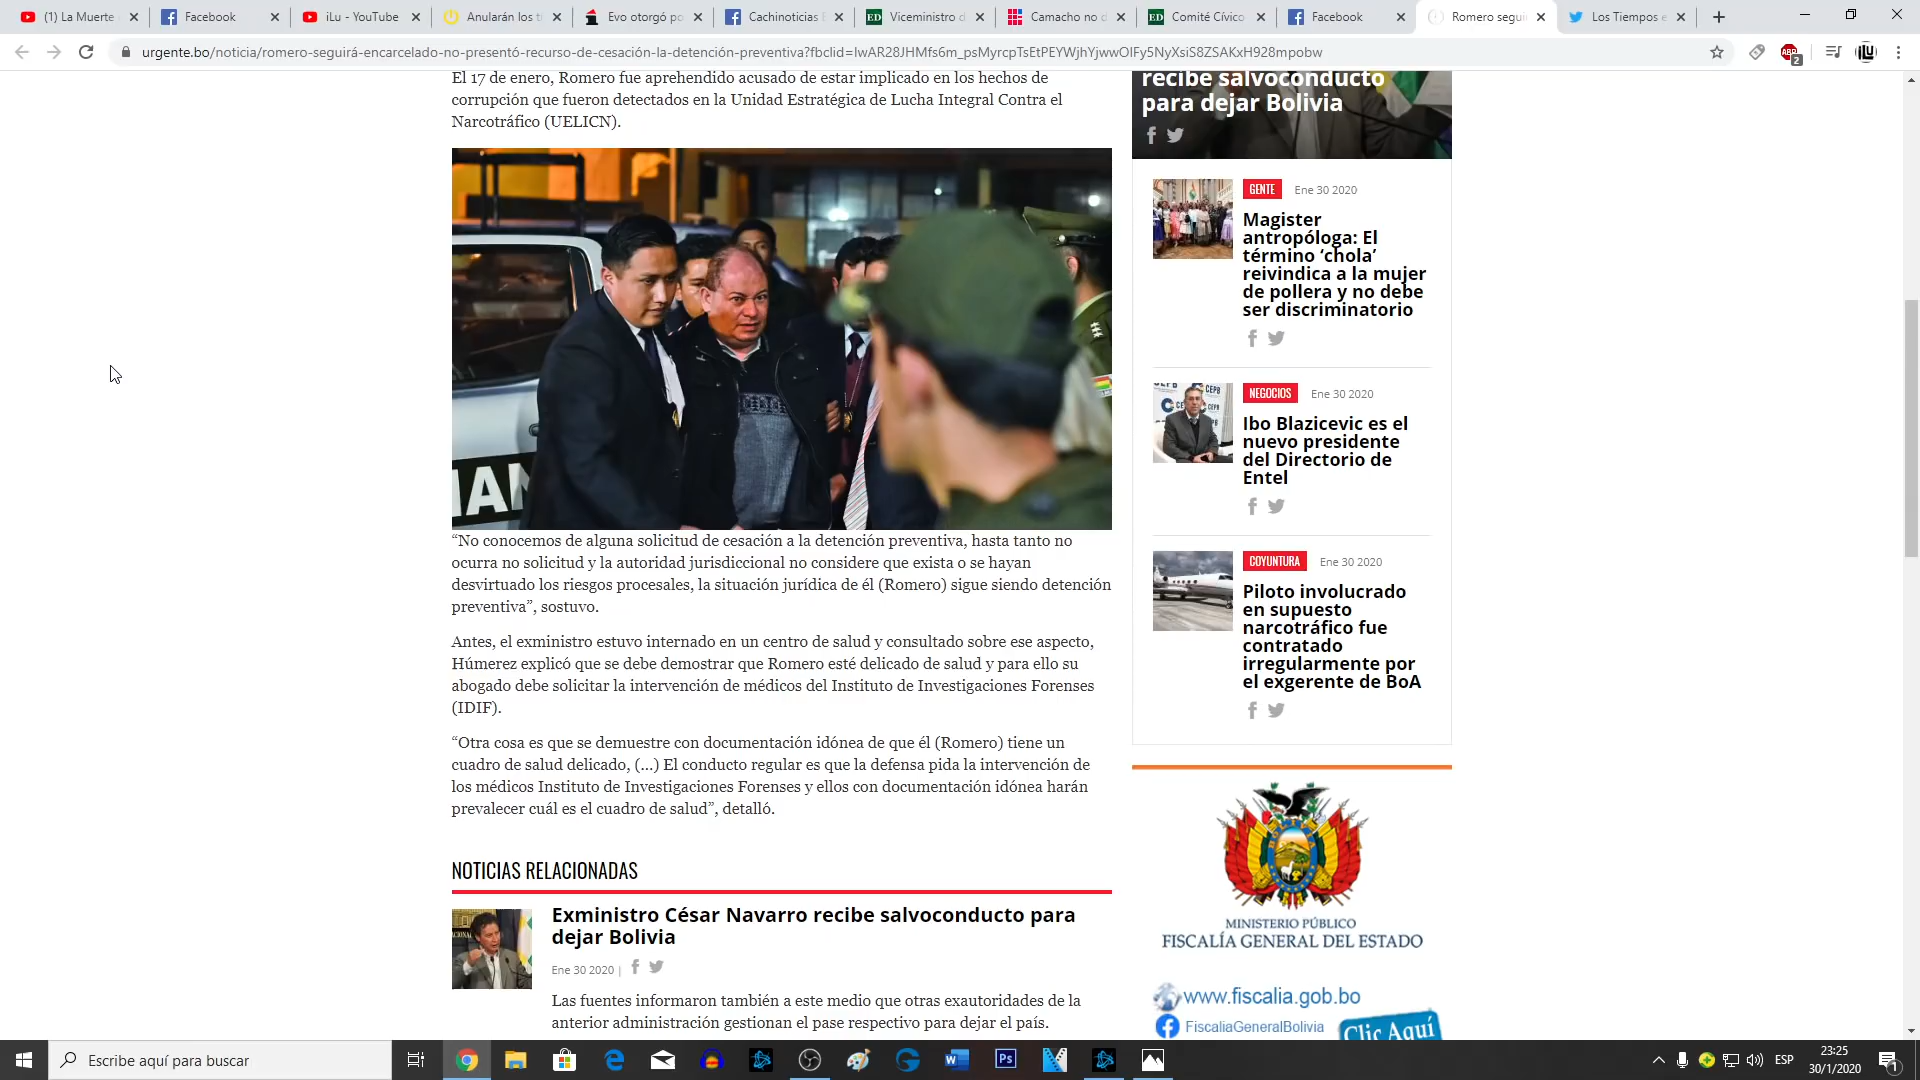 (1) La Muerte
Facebook
iLu - YouTube
Anularán los t
Evo otorgó po
Cachinoticias
Viceministro d
Camacho no d
Comité Cívico
Facebook
Romero segui
Los Tiempos e
urgente.bo/noticia/romero-seguirá-encarcelado-no-presentó-recurso-de-cesación-la-detención-preventiva?fbclid=IwAR28JHMfs6m_psMyrcpTsEtPEYWjhYjwwOIFy5NyXsiS8ZSAKxH928mpobw
ABP
2
iLU
El 17 de enero, Romero fue aprehendido acusado de estar implicado en los hechos de
corrupción que fueron detectados en la Unidad Estratégica de Lucha Integral Contra el
Narcotráfico (UELICN).
MAN
“No conocemos de alguna solicitud de cesación a la detención preventiva, hasta tanto no
ocurra no solicitud y la autoridad jurisdiccional no considere que exista o se hayan
desvirtuado los riesgos procesales, la situación jurídica de él (Romero) sigue siendo detención
preventiva”, sostuvo.
Antes, el exministro estuvo internado en un centro de salud y consultado sobre ese aspecto,
Húmerez explicó que se debe demostrar que Romero esté delicado de salud y para ello su
abogado debe solicitar la intervención de médicos del Instituto de Investigaciones Forenses
(IDIF).
“Otra cosa es que se demuestre con documentación idónea de que él (Romero) tiene un
cuadro de salud delicado, (…) El conducto regular es que la defensa pida la intervención de
los médicos Instituto de Investigaciones Forenses y ellos con documentación idónea harán
prevalecer cuál es el cuadro de salud”, detalló.
NOTICIAS RELACIONADAS
Exministro César Navarro recibe salvoconducto para
dejar Bolivia
Ene 30 2020 |
Las fuentes informaron también a este medio que otras exautoridades de la
anterior administración gestionan el pase respectivo para dejar el país.
recibe salvoconducto
para dejar Bolivia
GENTE
Ene 30 2020
Magister
antropóloga: El
término ‘chola’
reivindica a la mujer
de pollera y no debe
ser discriminatorio
CEPB
NEGOCIOS
Ene 30 2020
Ibo Blazicevic es el
nuevo presidente
del Directorio de
Entel
COYUNTURA
Ene 30 2020
Piloto involucrado
en supuesto
narcotráfico fue
contratado
irregularmente por
el exgerente de BoA
MINISTERIO PÚBLICO
FISCALÍA GENERAL DEL ESTADO
www.fiscalia.gob.bo
FiscaliaGeneralBolivia
Clic Aquí
Escribe aquí para buscar
Ps
ESP
23:25
30/1/2020
1